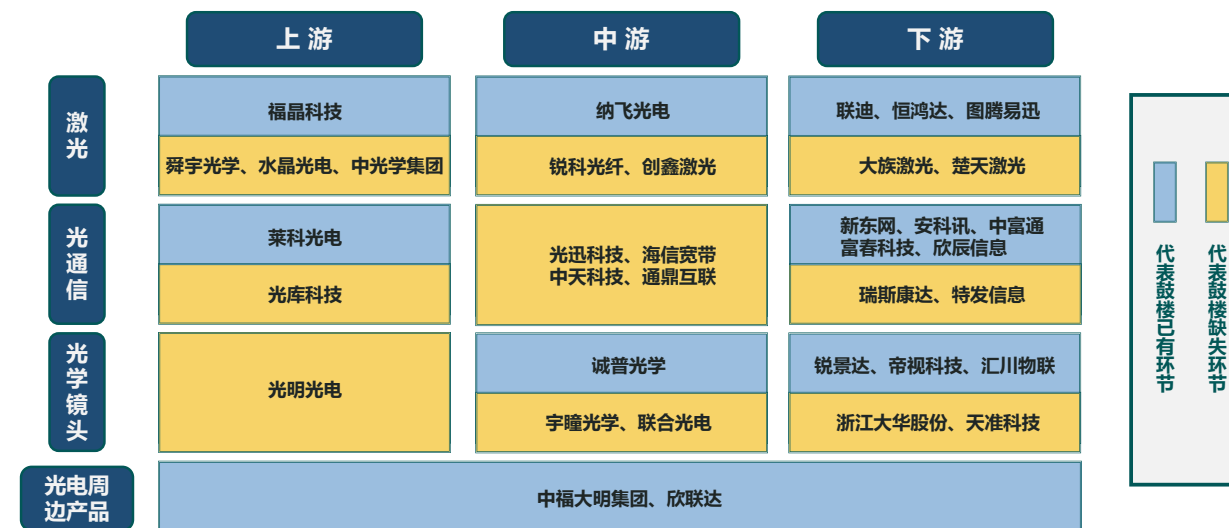 上游
中游
下游
激光
福晶科技
纳飞光电
联迪、恒鸿达、图腾易迅
舜宇光学、水晶光电、中光学集团
锐科光纤、创鑫激光
大族激光、楚天激光
光通信
莱科光电
光迅科技、海信宽带
中天科技、通鼎互联
新东网、安科讯、中富通
富春科技、欣辰信息
光库科技
瑞斯康达、特发信息
光学镜头
光明光电
诚普光学
锐景达、帝视科技、汇川物联
宇瞳光学、联合光电
浙江大华股份、天准科技
光电周
边产品
中福大明集团、欣联达
代表鼓楼已有环节
代表鼓楼缺失环节